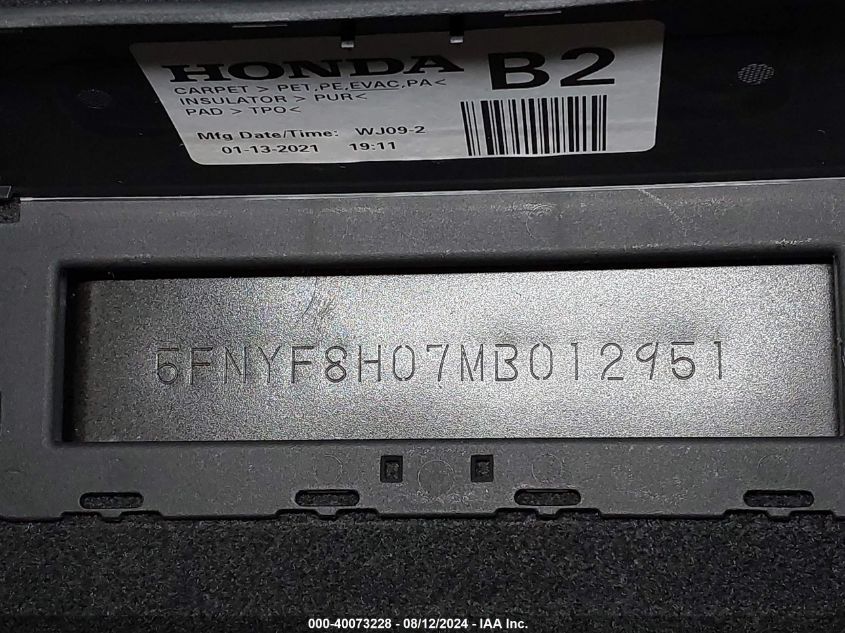 HONDA B2
CARPET > PET,PE,EVAC,PA<
INSULATOR > PUR<
PAD > TPO<
Mfg Date/Time: WJ09-2
01-13-2021 19:11
5FNYF8H07MB012951
000-40073228 - 08/12/2024 - IAA Inc.